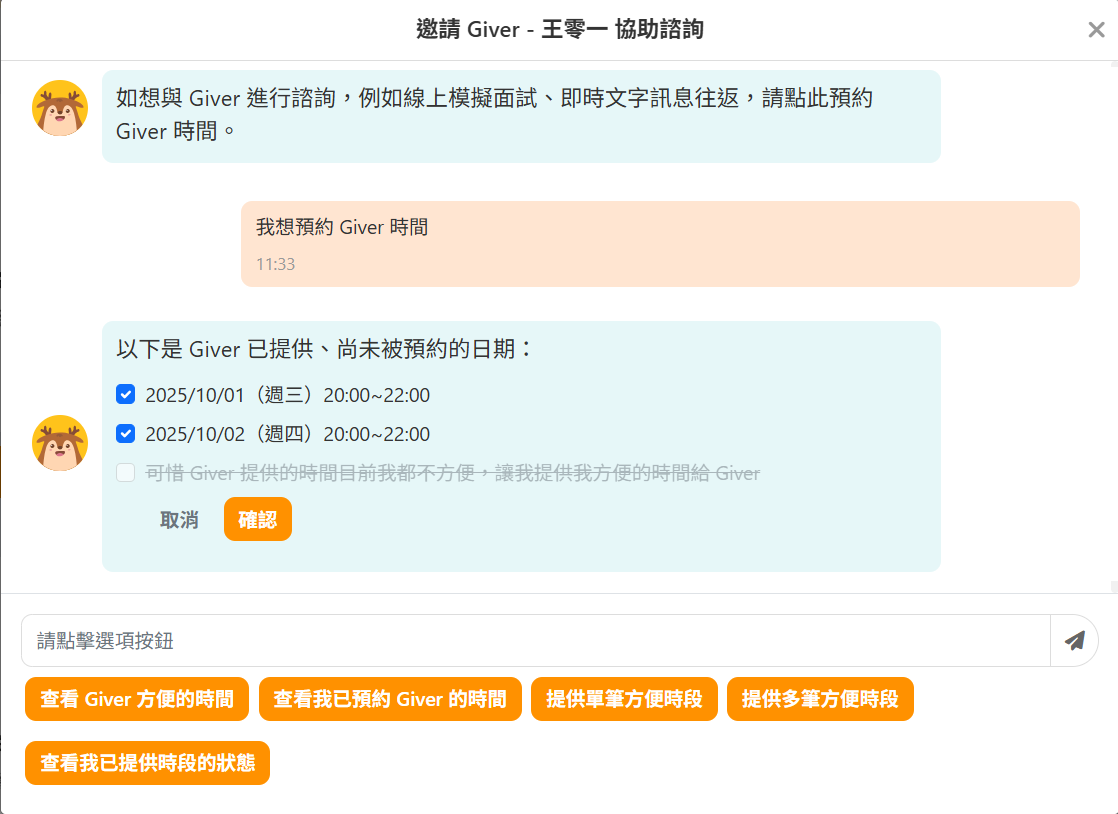 邀請 Giver - 王零一 協助諮詢
如想與 Giver 進行諮詢，例如線上模擬面試、即時文字訊息往返，請點此預約
Giver 時間。
我想預約 Giver 時間
11:33
以下是 Giver 已提供、尚未被預約的日期：
2025/10/01（週三）20:00~22:00
2025/10/02（週四）20:00~22:00
可惜 Giver 提供的時間目前我都不方便，讓我提供我方便的時間給 Giver
取消 確認
請點擊選項按鈕
查看 Giver 方便的時間 查看我已預約 Giver 的時間 提供單筆方便時段 提供多筆方便時段
查看我已提供時段的狀態